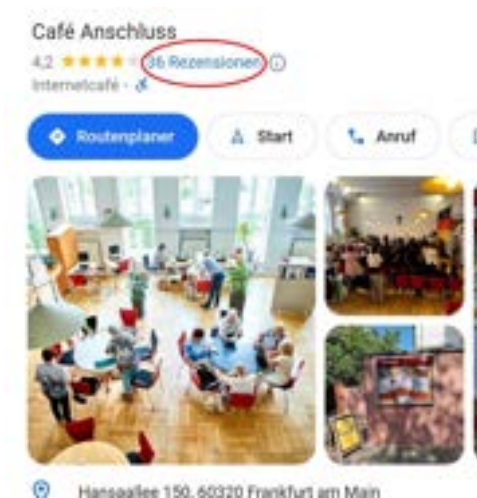 Café Anschluss
4,2 36 Rezensionen
Internetcafé
Routenplaner Start Anruf
Hansaallee 150, 60320 Frankfurt am Main